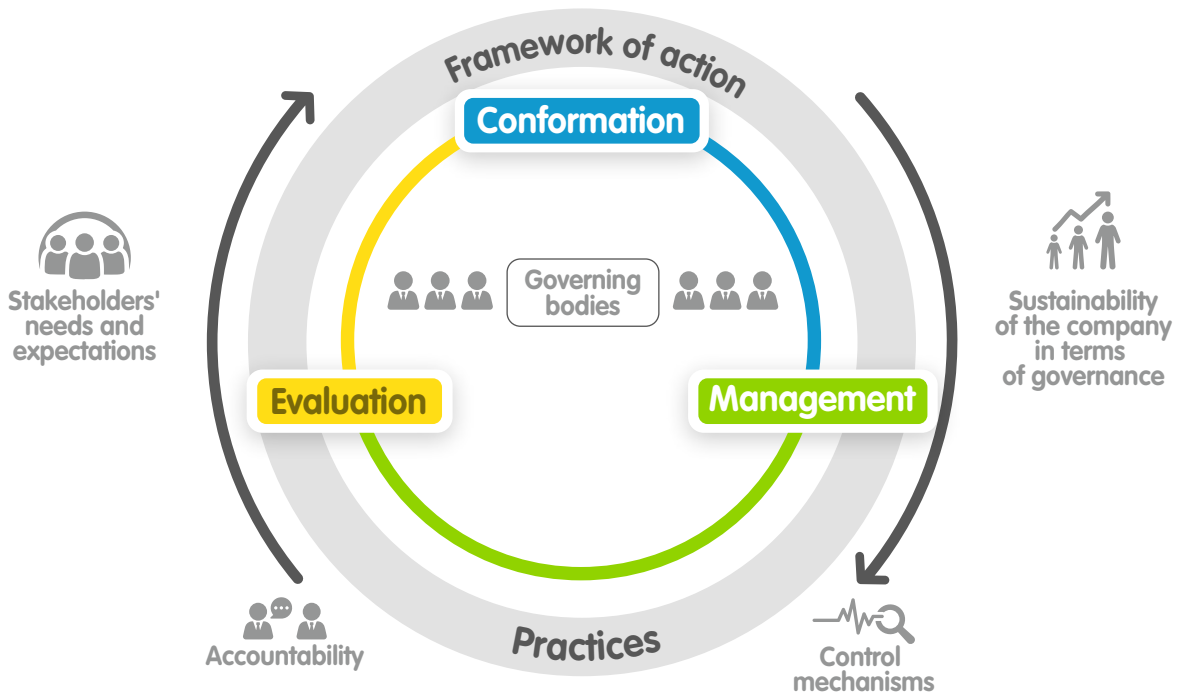 Framework of action
Conformation
Governing
bodies
Stakeholders'
needs and
expectations
Sustainability
of the company
in terms
of governance
Evaluation
Management
Practices
Accountability
Control
mechanisms